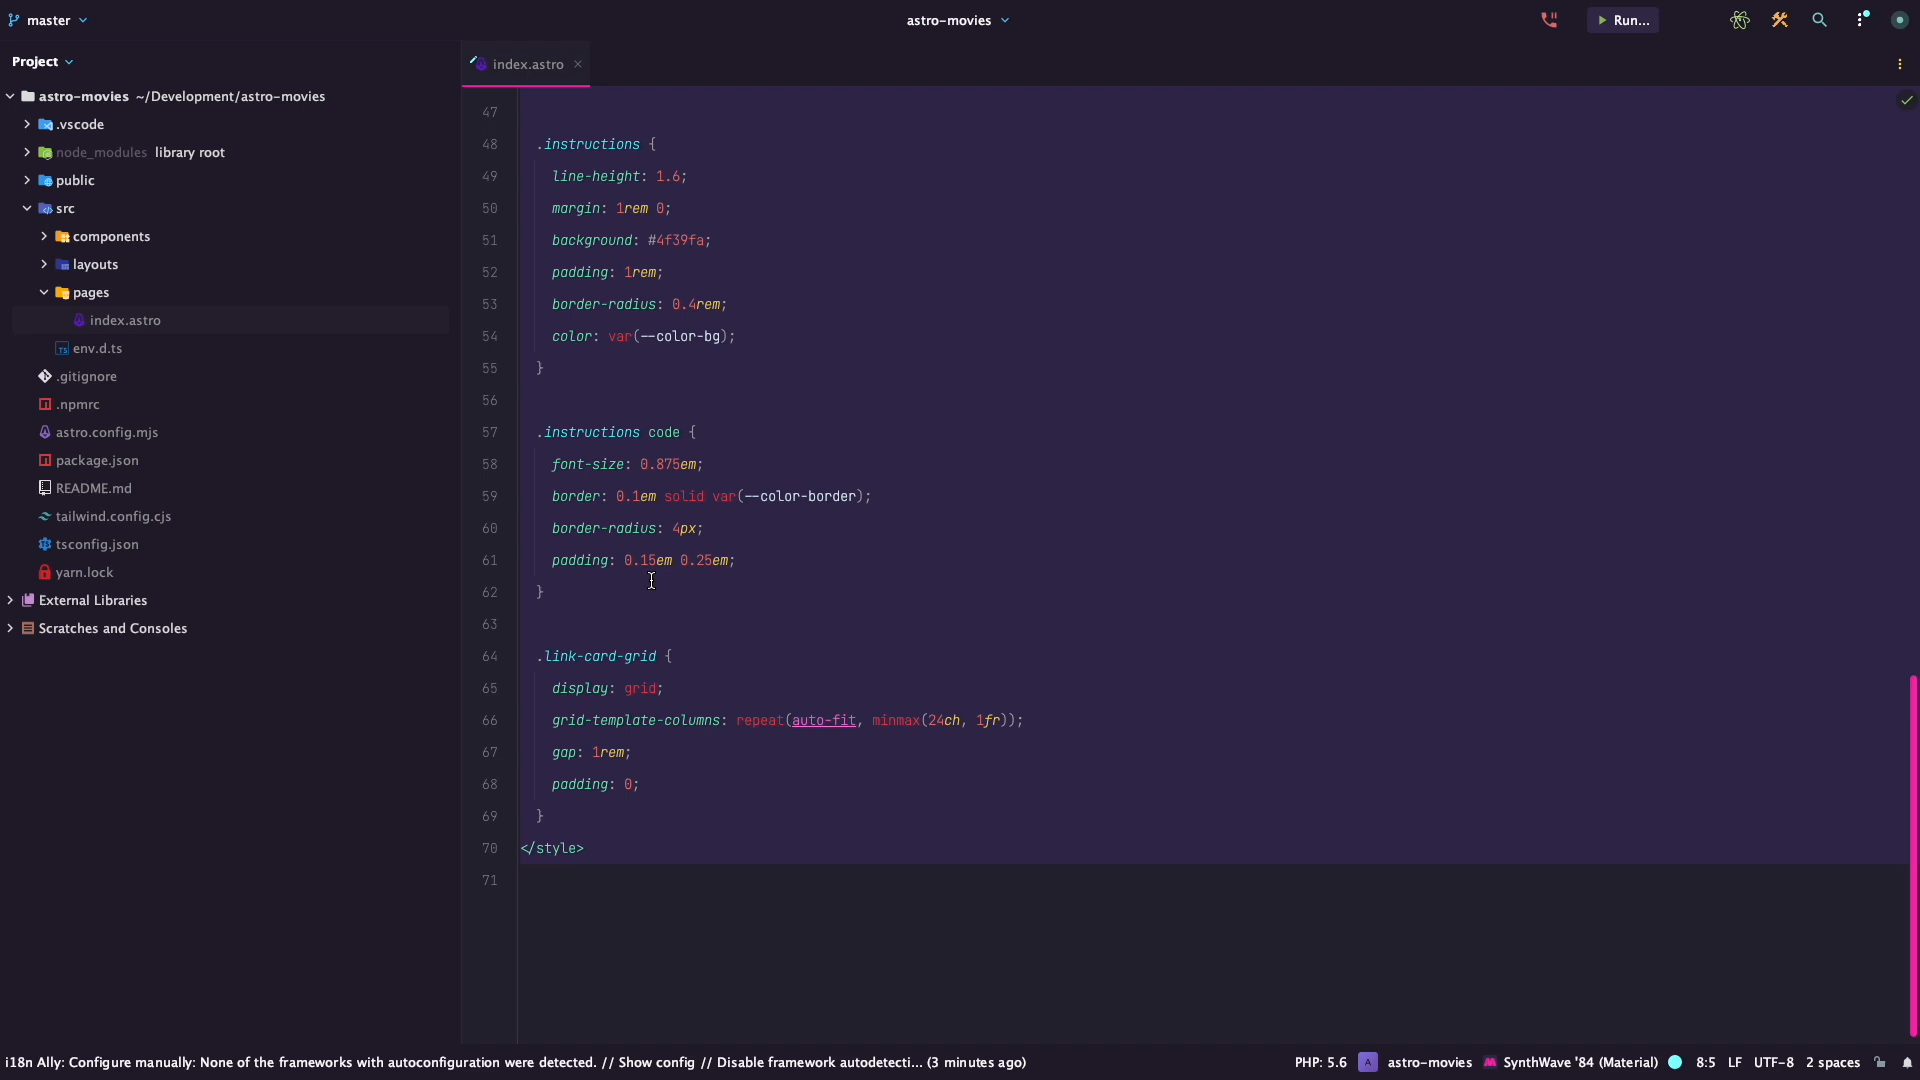 master
astro-movies
Run...
Project
index.astro
astro-movies ~/Development/astro-movies
.vscode
node_modules library root
public
src
components
layouts
pages
index.astro
env.d.ts
.gitignore
.npmrc
astro.config.mjs
package.json
README.md
tailwind.config.cjs
tsconfig.json
yarn.lock
External Libraries
Scratches and Consoles
47
48 .instructions {
49 line-height: 1.6;
50 margin: 1rem 0;
51 background: #4f39fa;
52 padding: 1rem;
53 border-radius: 0.4rem;
54 color: var(--color-bg);
55 }
56
57 .instructions code {
58 font-size: 0.875em;
59 border: 0.1em solid var(--color-border);
60 border-radius: 4px;
61 padding: 0.15em 0.25em;
62 }
63
64 .link-card-grid {
65 display: grid;
66 grid-template-columns: repeat(auto-fit, minmax(24ch, 1fr));
67 gap: 1rem;
68 padding: 0;
69 }
70 </style>
71
i18n Ally: Configure manually: None of the frameworks with autoconfiguration were detected. // Show config // Disable framework autodetecti... (3 minutes ago)
PHP: 5.6 A astro-movies SynthWave '84 (Material) 8:5 LF UTF-8 2 spaces